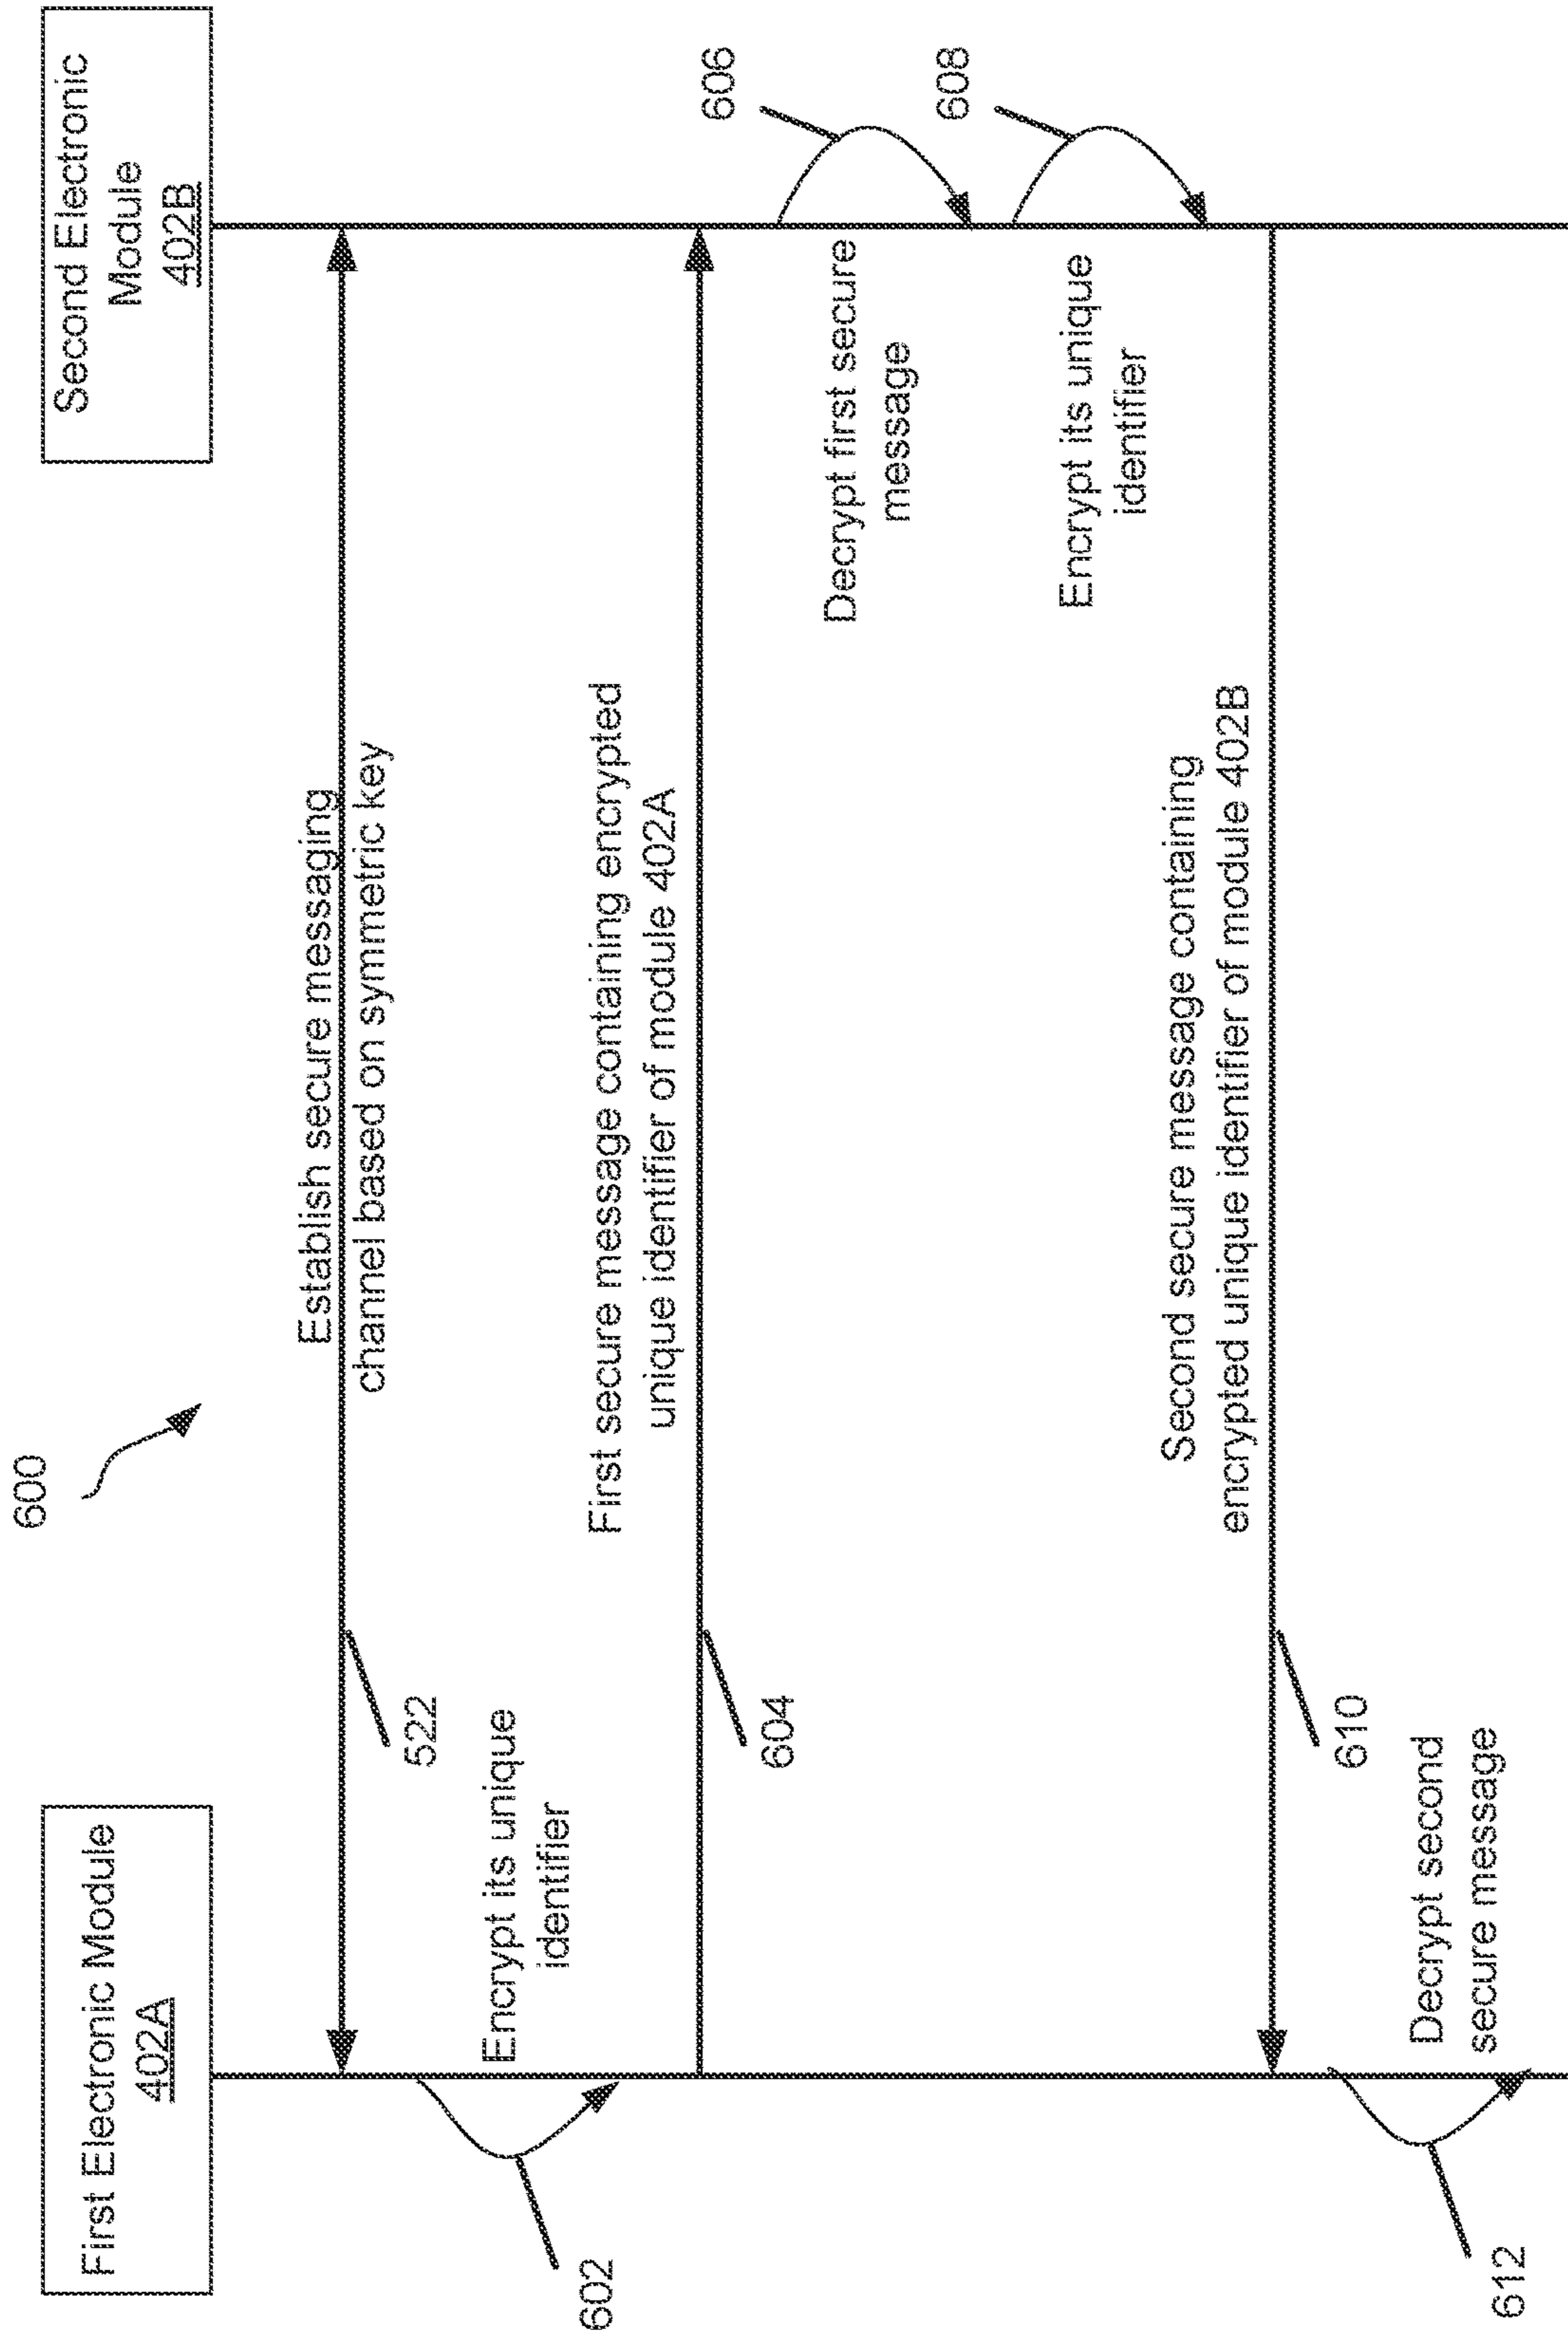 600
First Electronic Module
402A
Second Electronic
Module
402B
Establish secure messaging
channel based on symmetric key
522
Encrypt its unique
identifier
602
First secure message containing encrypted
unique identifier of module 402A
604
606
Decrypt first secure
message
608
Encrypt its unique
identifier
Second secure message containing
encrypted unique identifier of module 402B
610
Decrypt second
secure message
612